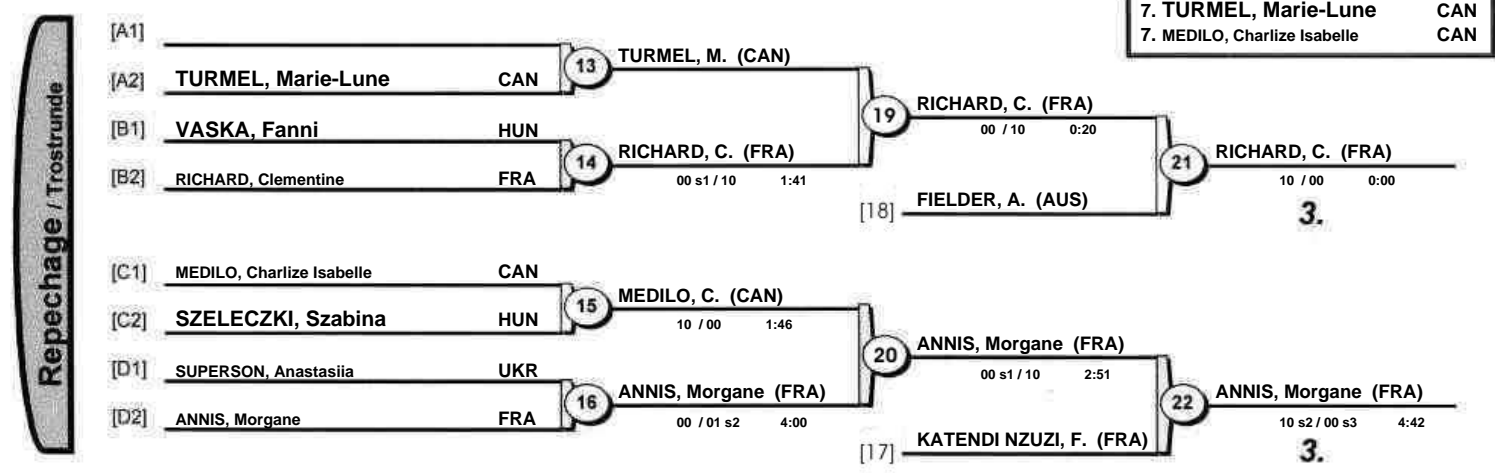 7. TURMEL, Marie-Lune CAN
7. MEDILO, Charlize Isabelle CAN
Repechage / Trostrunde
[A1]
[A2] TURMEL, Marie-Lune CAN
13 TURMEL, M. (CAN)
[B1] VASKA, Fanni HUN
[B2] RICHARD, Clementine FRA
14 RICHARD, C. (FRA)
00 s1 / 10 1:41
19 RICHARD, C. (FRA)
00 / 10 0:20
[18] FIELDER, A. (AUS)
21 RICHARD, C. (FRA)
10 / 00 0:00
3.
[C1] MEDILO, Charlize Isabelle CAN
[C2] SZELECZKI, Szabina HUN
15 MEDILO, C. (CAN)
10 / 00 1:46
[D1] SUPERSON, Anastasiia UKR
[D2] ANNIS, Morgane FRA
16 ANNIS, Morgane (FRA)
00 / 01 s2 4:00
20 ANNIS, Morgane (FRA)
00 s1 / 10 2:51
[17] KATENDI NZUZI, F. (FRA)
22 ANNIS, Morgane (FRA)
10 s2 / 00 s3 4:42
3.